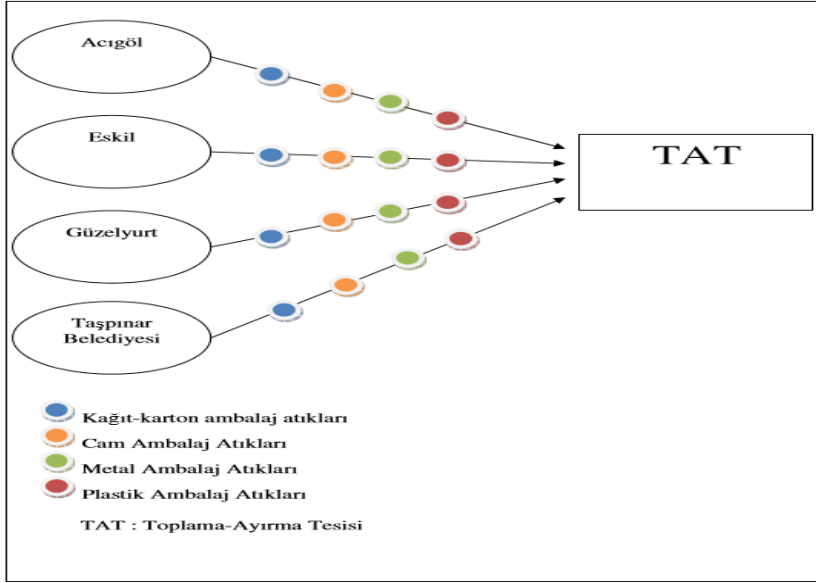 Acıgöl
Eskil
Güzelyurt
Taşpınar
Belediyesi
TAT
Kağıt-karton ambalaj atıkları
Cam Ambalaj Atıkları
Metal Ambalaj Atıkları
Plastik Ambalaj Atıkları
TAT : Toplama-Ayırma Tesisi